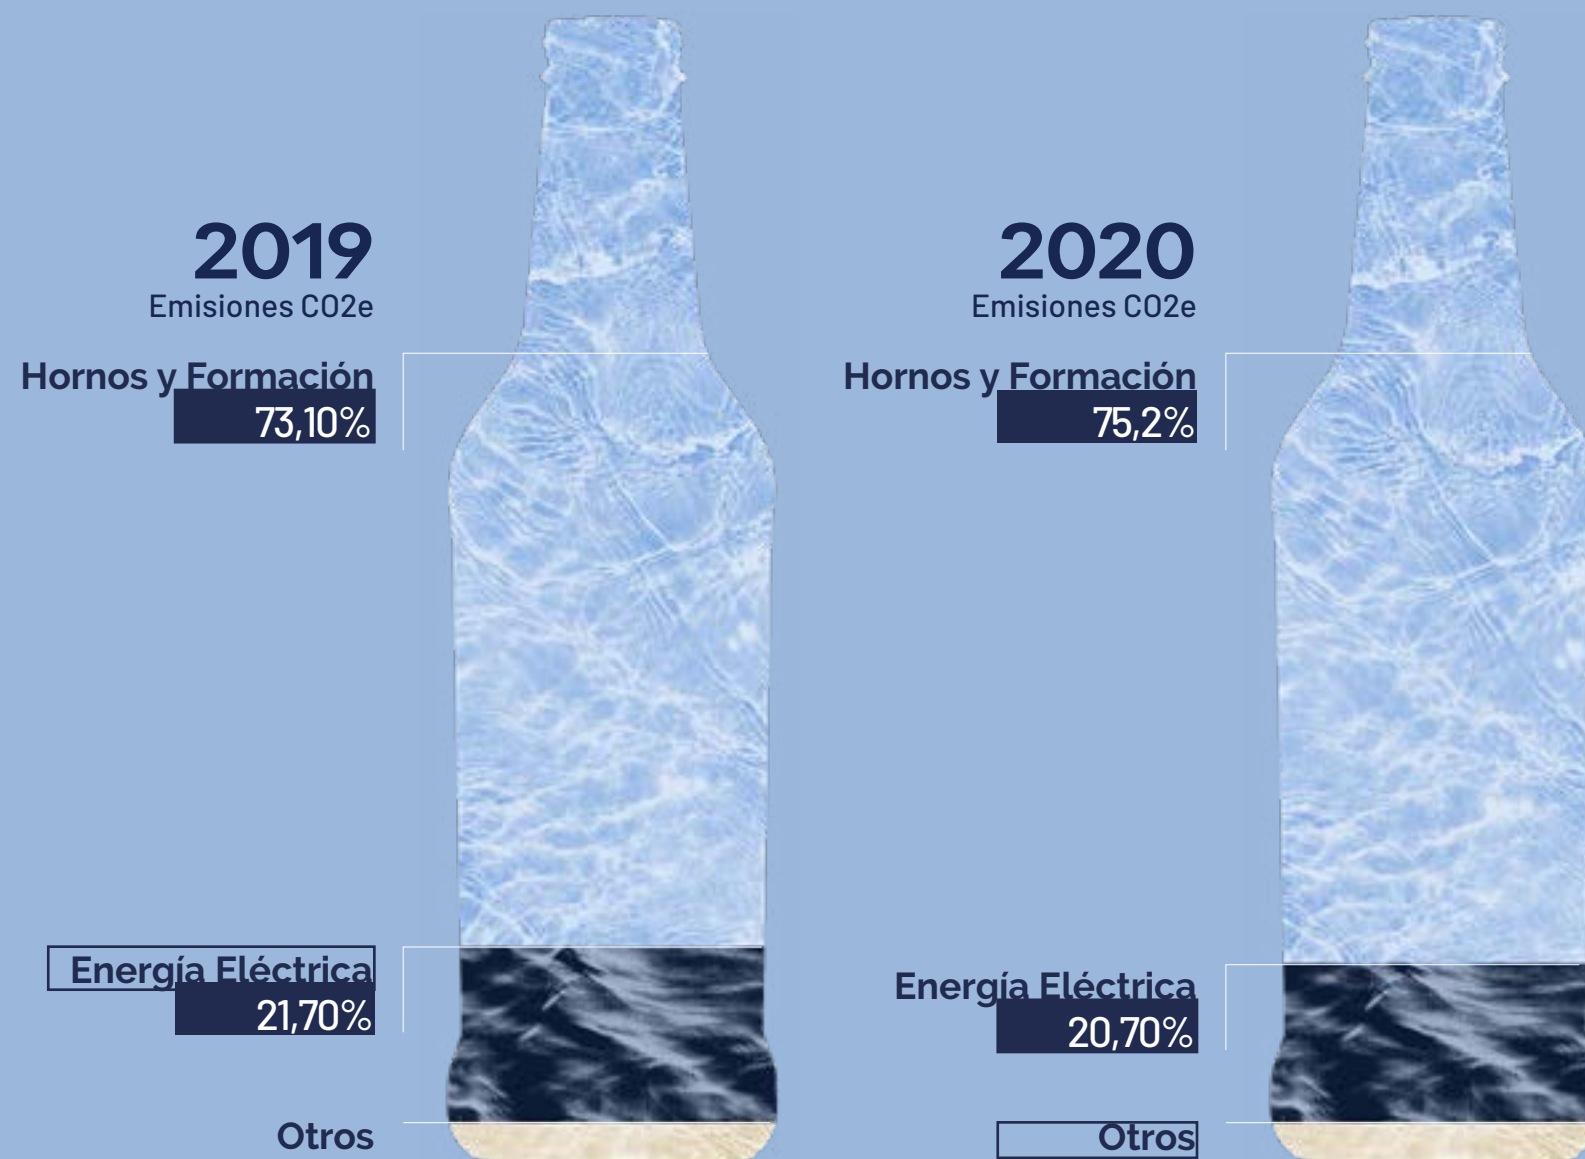 2019
Emisiones CO2e
Hornos y Formación
73,10%
Energía Eléctrica
21,70%
Otros
2020
Emisiones CO2e
Hornos y Formación
75,2%
Energía Eléctrica
20,70%
Otros